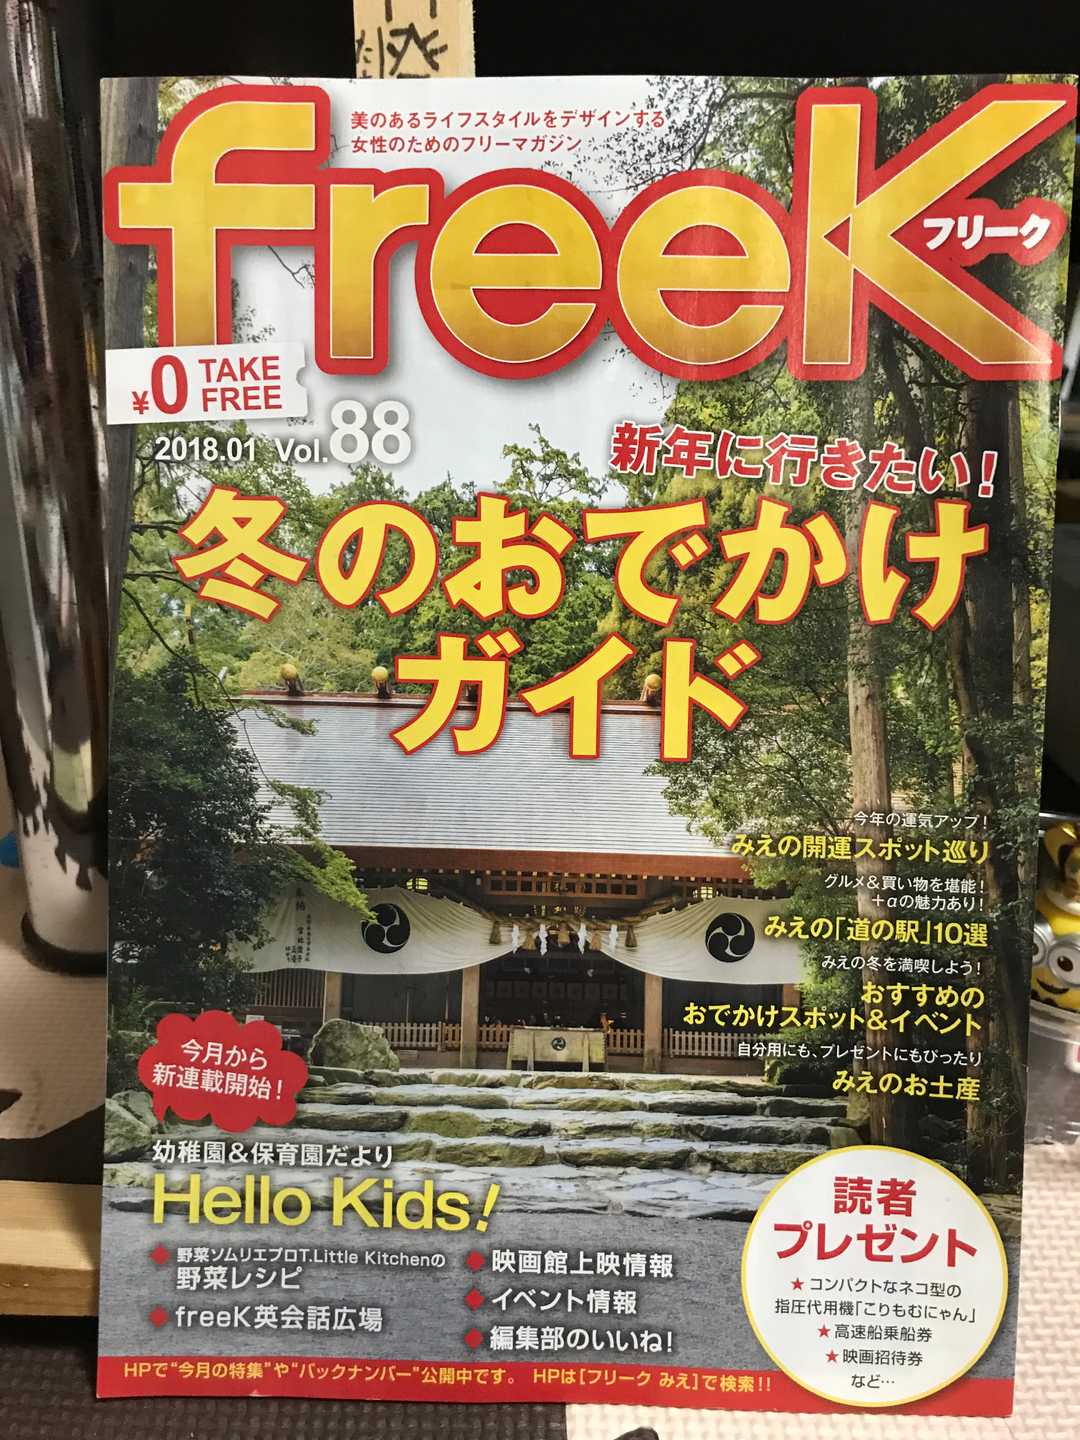 美のあるライフスタイルをデザインする
女性のためのフリーマガジン
freeK
フリーク
¥0 TAKE FREE
2018.01 Vol.88
新年に行きたい!
冬のおでかけ
ガイド
今年の運気アップ!
みえの開運スポット巡り
グルメ&買い物を堪能!
+αの魅力あり!
みえの「道の駅」10選
みえの冬を満喫しよう!
おすすめの
おでかけスポット&イベント
自分用にも、プレゼントにもぴったり
みえのお土産
奉納
今月から
新連載開始!
幼稚園&保育園だより
Hello Kids!
野菜ソムリエプロT.Little Kitchenの
野菜レシピ
freeK英会話広場
映画館上映情報
イベント情報
編集部のいいね!
読者
プレゼント
★コンパクトなネコ型の
指圧代用機「こりもむにゃん」
★高速船乗船券
★映画招待券
など…
HPで"今月の特集"や"バックナンバー"公開中です。 HPは[フリーク みえ]で検索!!